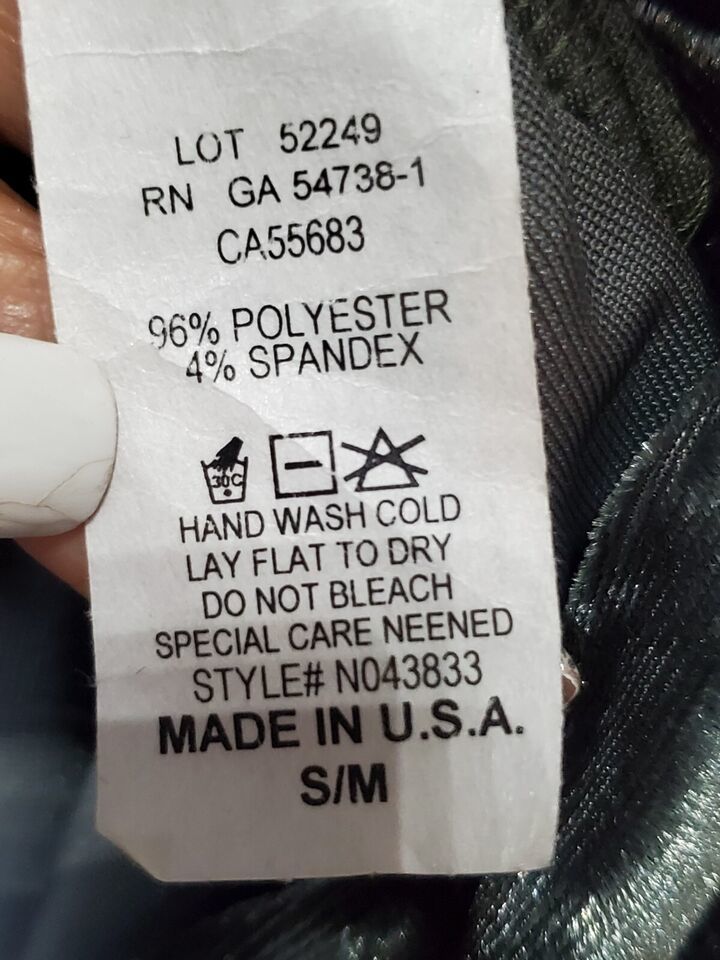 LOT 52249
RN GA 54738-1
CA55683
96% POLYESTER
4% SPANDEX
30C
HAND WASH COLD
LAY FLAT TO DRY
DO NOT BLEACH
SPECIAL CARE NEENED
STYLE# N043833
MADE IN U.S.A.
S/M